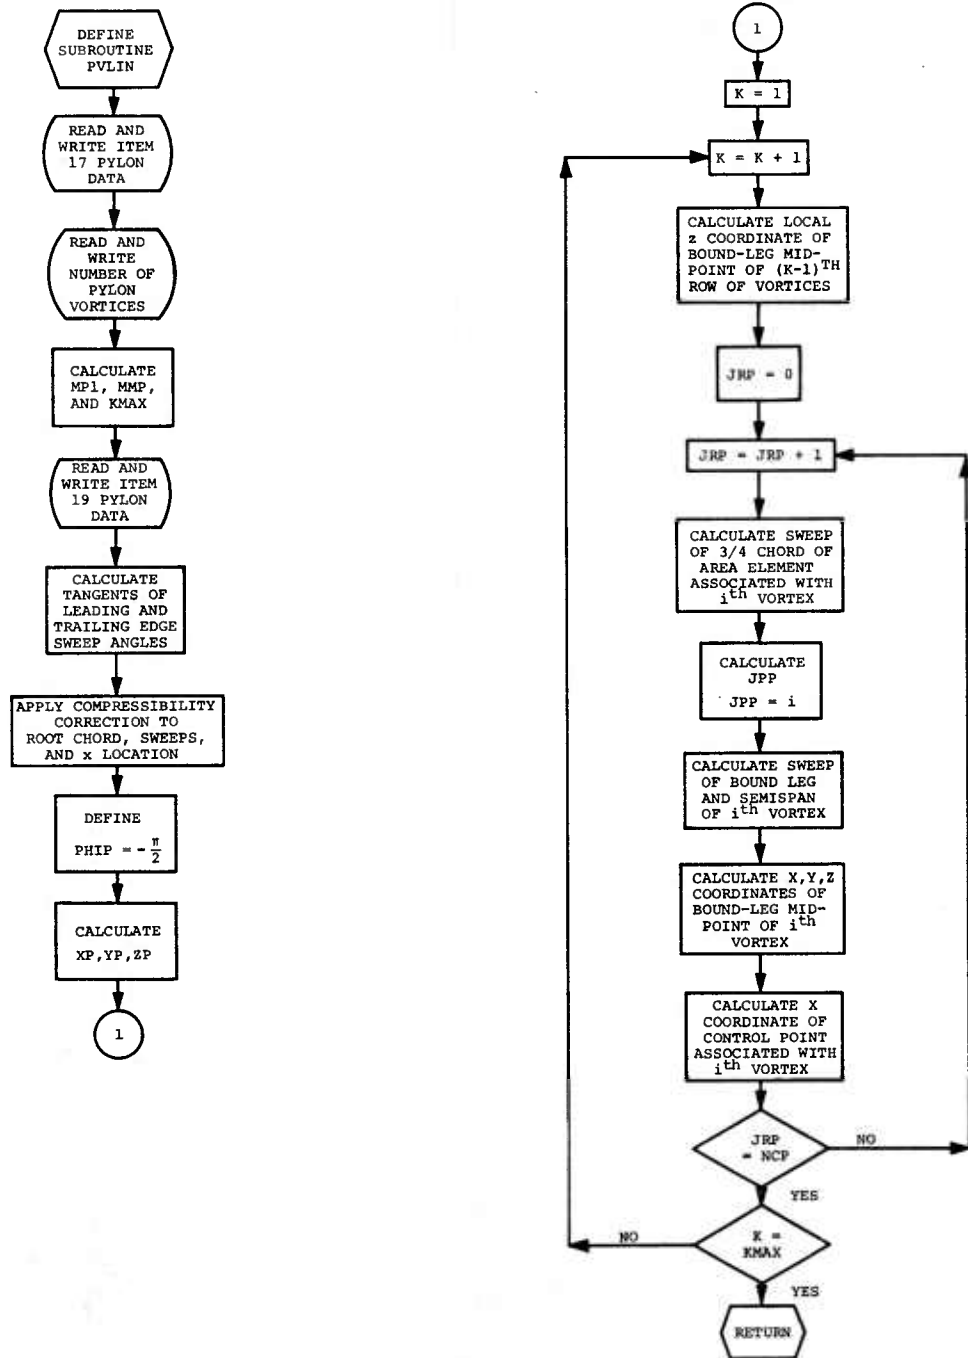 DEFINE
SUBROUTINE
PVLIN
READ AND
WRITE ITEM
17 PYLON
DATA
READ AND
WRITE
NUMBER OF
PYLON
VORTICES
CALCULATE
MP1, MMP,
AND KMAX
READ AND
WRITE ITEM
19 PYLON
DATA
CALCULATE
TANGENTS OF
LEADING AND
TRAILING EDGE
SWEEP ANGLES
APPLY COMPRESSIBILITY
CORRECTION TO
ROOT CHORD, SWEEPS,
AND x LOCATION
DEFINE
PHIP = -π/2
CALCULATE
XP,YP,ZP
1
1
K = 1
K = K + 1
CALCULATE LOCAL
z COORDINATE OF
BOUND-LEG MID-
POINT OF (K-1)TH
ROW OF VORTICES
JRP = 0
JRP = JRP + 1
CALCULATE SWEEP
OF 3/4 CHORD OF
AREA ELEMENT
ASSOCIATED WITH
ith VORTEX
CALCULATE
JPP
JPP = i
CALCULATE SWEEP
OF BOUND LEG
AND SEMISPAN
OF ith VORTEX
CALCULATE X,Y,Z
COORDINATES OF
BOUND-LEG MID-
POINT OF ith
VORTEX
CALCULATE X
COORDINATE OF
CONTROL POINT
ASSOCIATED WITH
ith VORTEX
JRP
= NCP
NO
YES
K =
KMAX
NO
YES
RETURN